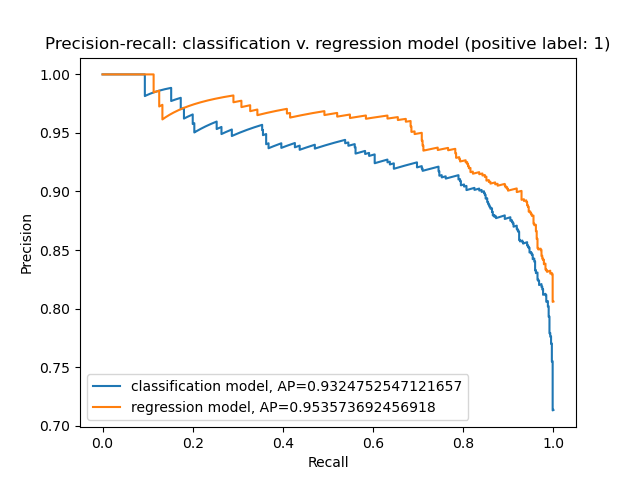 Precision-recall: classification v. regression model (positive label: 1)
1.00
0.95
0.90
0.85
0.80
0.75
0.70
Precision
classification model, AP=0.9324752547121657
regression model, AP=0.953573692456918
0.0 0.2 0.4 0.6 0.8 1.0
Recall